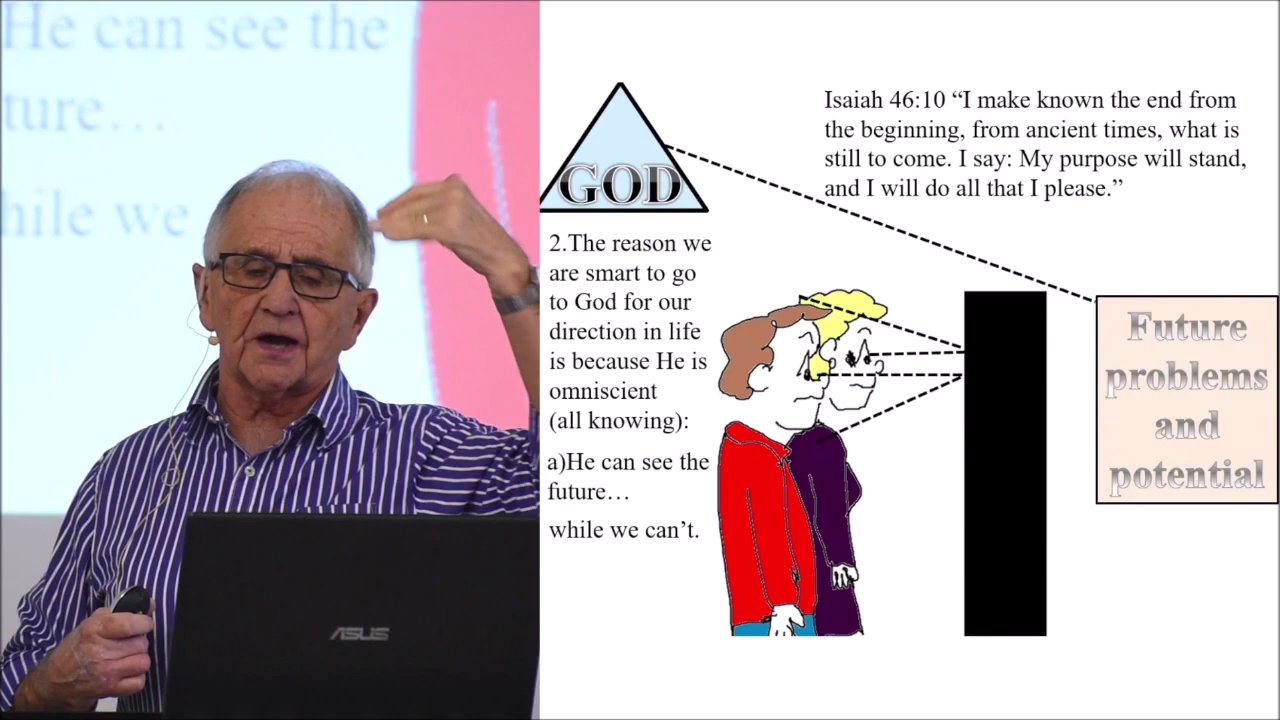 He can see the
ture…
hile we
ASUS
GOD
Isaiah 46:10 “I make known the end from
the beginning, from ancient times, what is
still to come. I say: My purpose will stand,
and I will do all that I please.”
2.The reason we
are smart to go
to God for our
direction in life
is because He is
omniscient
(all knowing):
a)He can see the
future…
while we can’t.
Future
problems
and
potential